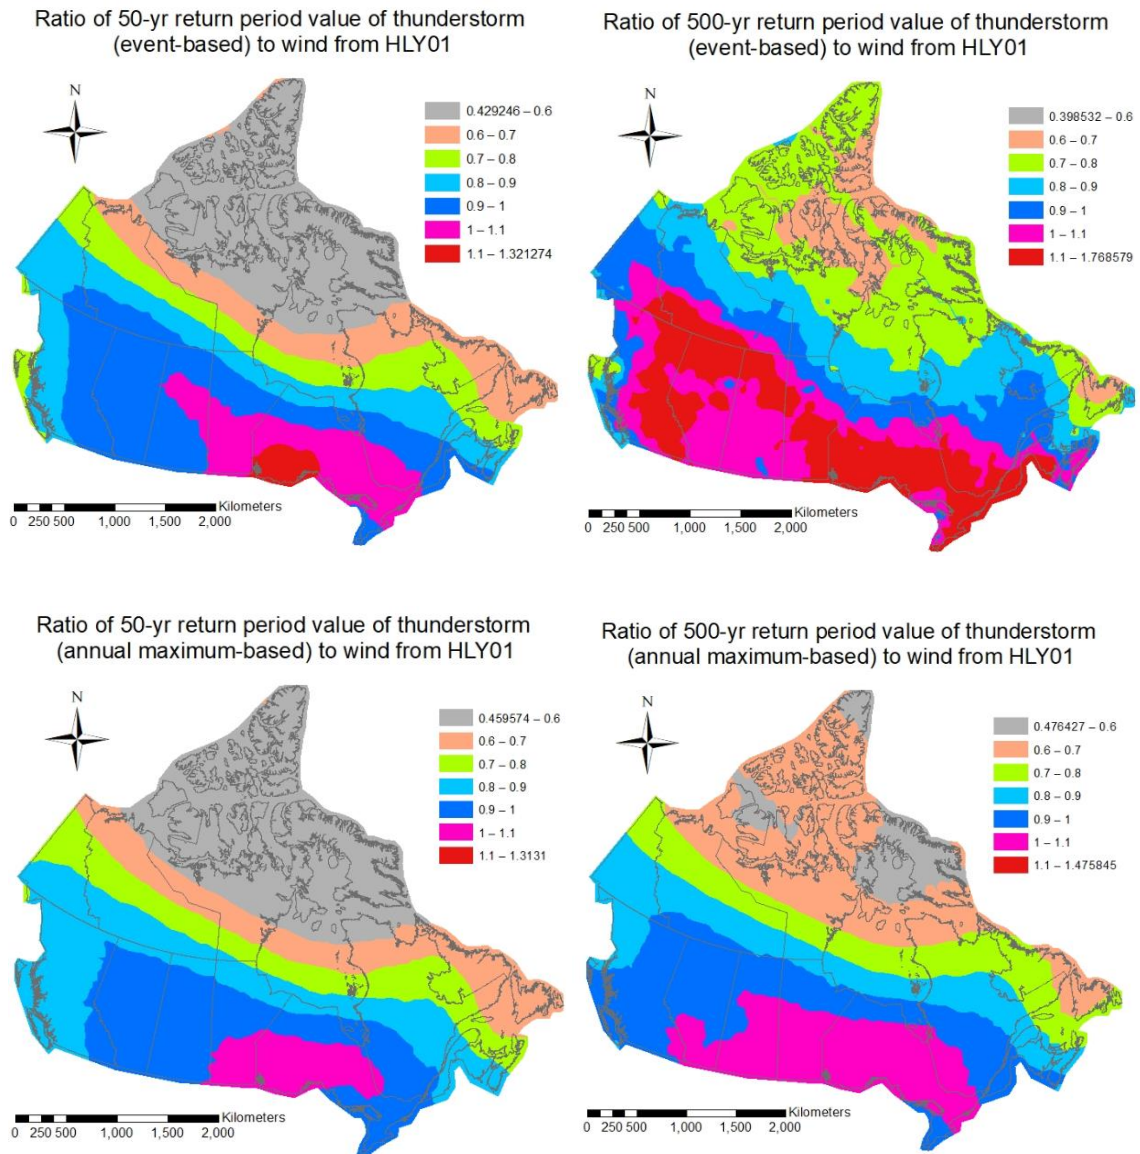 Ratio of 50-yr return period value of thunderstorm
(event-based) to wind from HLY01
N
0.429246 – 0.6
0.6 – 0.7
0.7 – 0.8
0.8 – 0.9
0.9 – 1
1 – 1.1
1.1 – 1.321274
Kilometers
0 250 500 1,000 1,500 2,000
Ratio of 500-yr return period value of thunderstorm
(event-based) to wind from HLY01
N
0.398532 – 0.6
0.6 – 0.7
0.7 – 0.8
0.8 – 0.9
0.9 – 1
1 – 1.1
1.1 – 1.768579
Kilometers
0 250 500 1,000 1,500 2,000
Ratio of 50-yr return period value of thunderstorm
(annual maximum-based) to wind from HLY01
N
0.459574 – 0.6
0.6 – 0.7
0.7 – 0.8
0.8 – 0.9
0.9 – 1
1 – 1.1
1.1 – 1.3131
Kilometers
0 250 500 1,000 1,500 2,000
Ratio of 500-yr return period value of thunderstorm
(annual maximum-based) to wind from HLY01
N
0.476427 – 0.6
0.6 – 0.7
0.7 – 0.8
0.8 – 0.9
0.9 – 1
1 – 1.1
1.1 – 1.475845
Kilometers
0 250 500 1,000 1,500 2,000